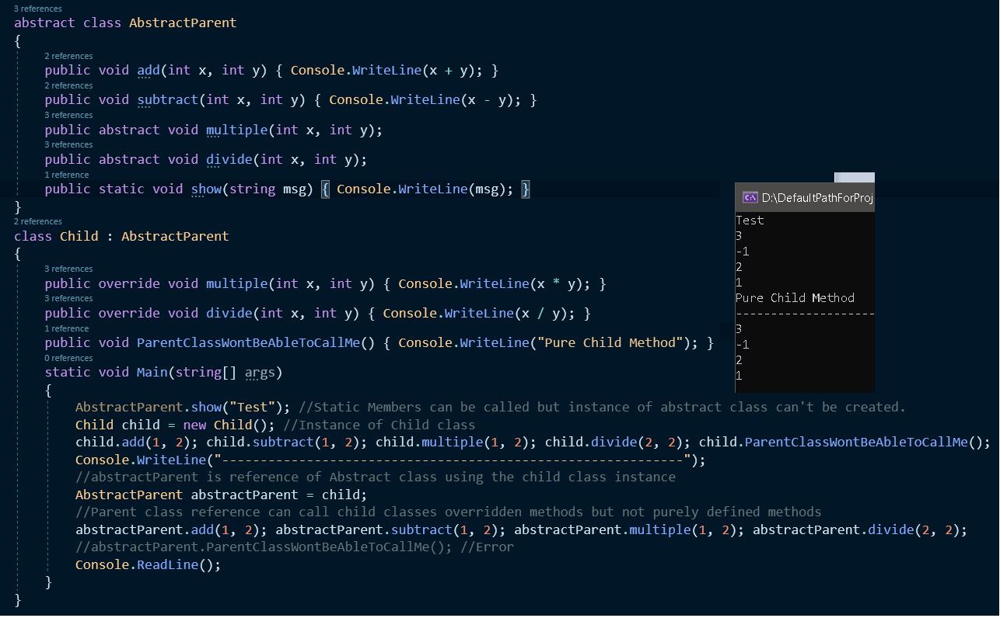 3 references
abstract class AbstractParent
{
2 references
public void add(int x, int y) { Console.WriteLine(x + y); }
2 references
public void subtract(int x, int y) { Console.WriteLine(x - y); }
3 references
public abstract void multiple(int x, int y);
3 references
public abstract void divide(int x, int y);
1 reference
public static void show(string msg) { Console.WriteLine(msg); }
}
2 references
class Child : AbstractParent
{
3 references
public override void multiple(int x, int y) { Console.WriteLine(x * y); }
3 references
public override void divide(int x, int y) { Console.WriteLine(x / y); }
1 reference
public void ParentClassWontBeAbleToCallMe() { Console.WriteLine("Pure Child Method"); }
0 references
static void Main(string[] args)
{
AbstractParent.show("Test"); //Static Members can be called but instance of abstract class can't be created.
Child child = new Child(); //Instance of Child class
child.add(1, 2); child.subtract(1, 2); child.multiple(1, 2); child.divide(2, 2); child.ParentClassWontBeAbleToCallMe();
Console.WriteLine("------------------------------------------------------------");
//abstractParent is reference of Abstract class using the child class instance
AbstractParent abstractParent = child;
//Parent class reference can call child classes overridden methods but not purely defined methods
abstractParent.add(1, 2); abstractParent.subtract(1, 2); abstractParent.multiple(1, 2); abstractParent.divide(2, 2);
//abstractParent.ParentClassWontBeAbleToCallMe(); //Error
Console.ReadLine();
}
}
C:\ D:\DefaultPathForProj
Test
3
-1
2
1
Pure Child Method
-------------------
3
-1
2
1